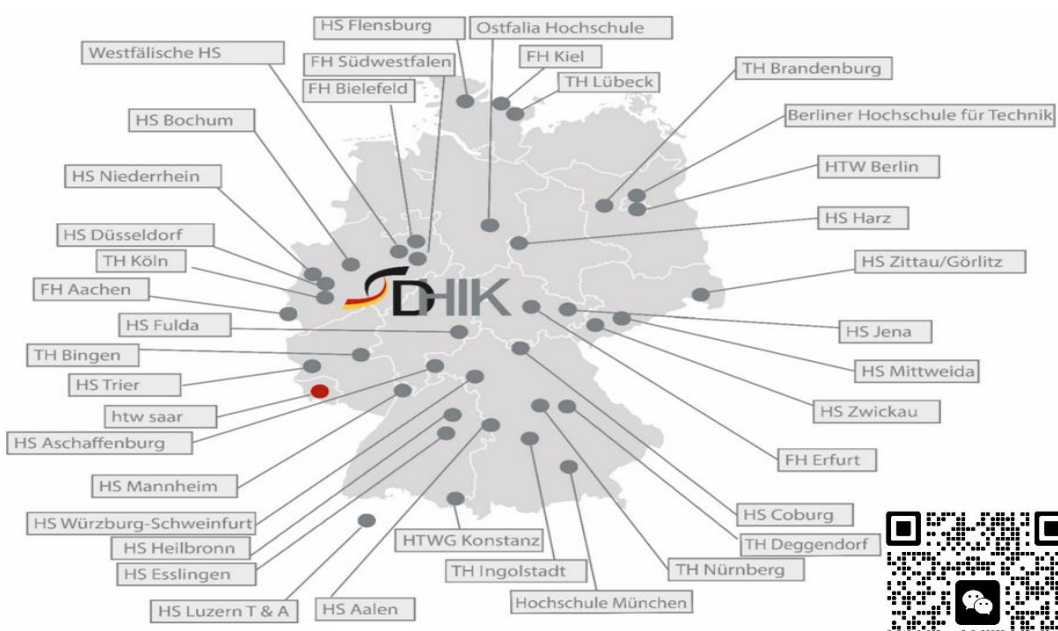 HS Flensburg
Ostfalia Hochschule
Westfälische HS
FH Südwestfalen
FH Kiel
TH Brandenburg
FH Bielefeld
TH Lübeck
HS Bochum
Berliner Hochschule für Technik
HTW Berlin
HS Niederrhein
HS Harz
HS Düsseldorf
TH Köln
HS Zittau/Görlitz
FH Aachen
DHIK
HS Fulda
HS Jena
TH Bingen
HS Mittweida
HS Trier
htw saar
HS Zwickau
HS Aschaffenburg
FH Erfurt
HS Mannheim
HS Coburg
HS Würzburg-Schweinfurt
HTWG Konstanz
TH Deggendorf
HS Heilbronn
TH Ingolstadt
TH Nürnberg
HS Esslingen
Hochschule München
HS Luzern T & A
HS Aalen